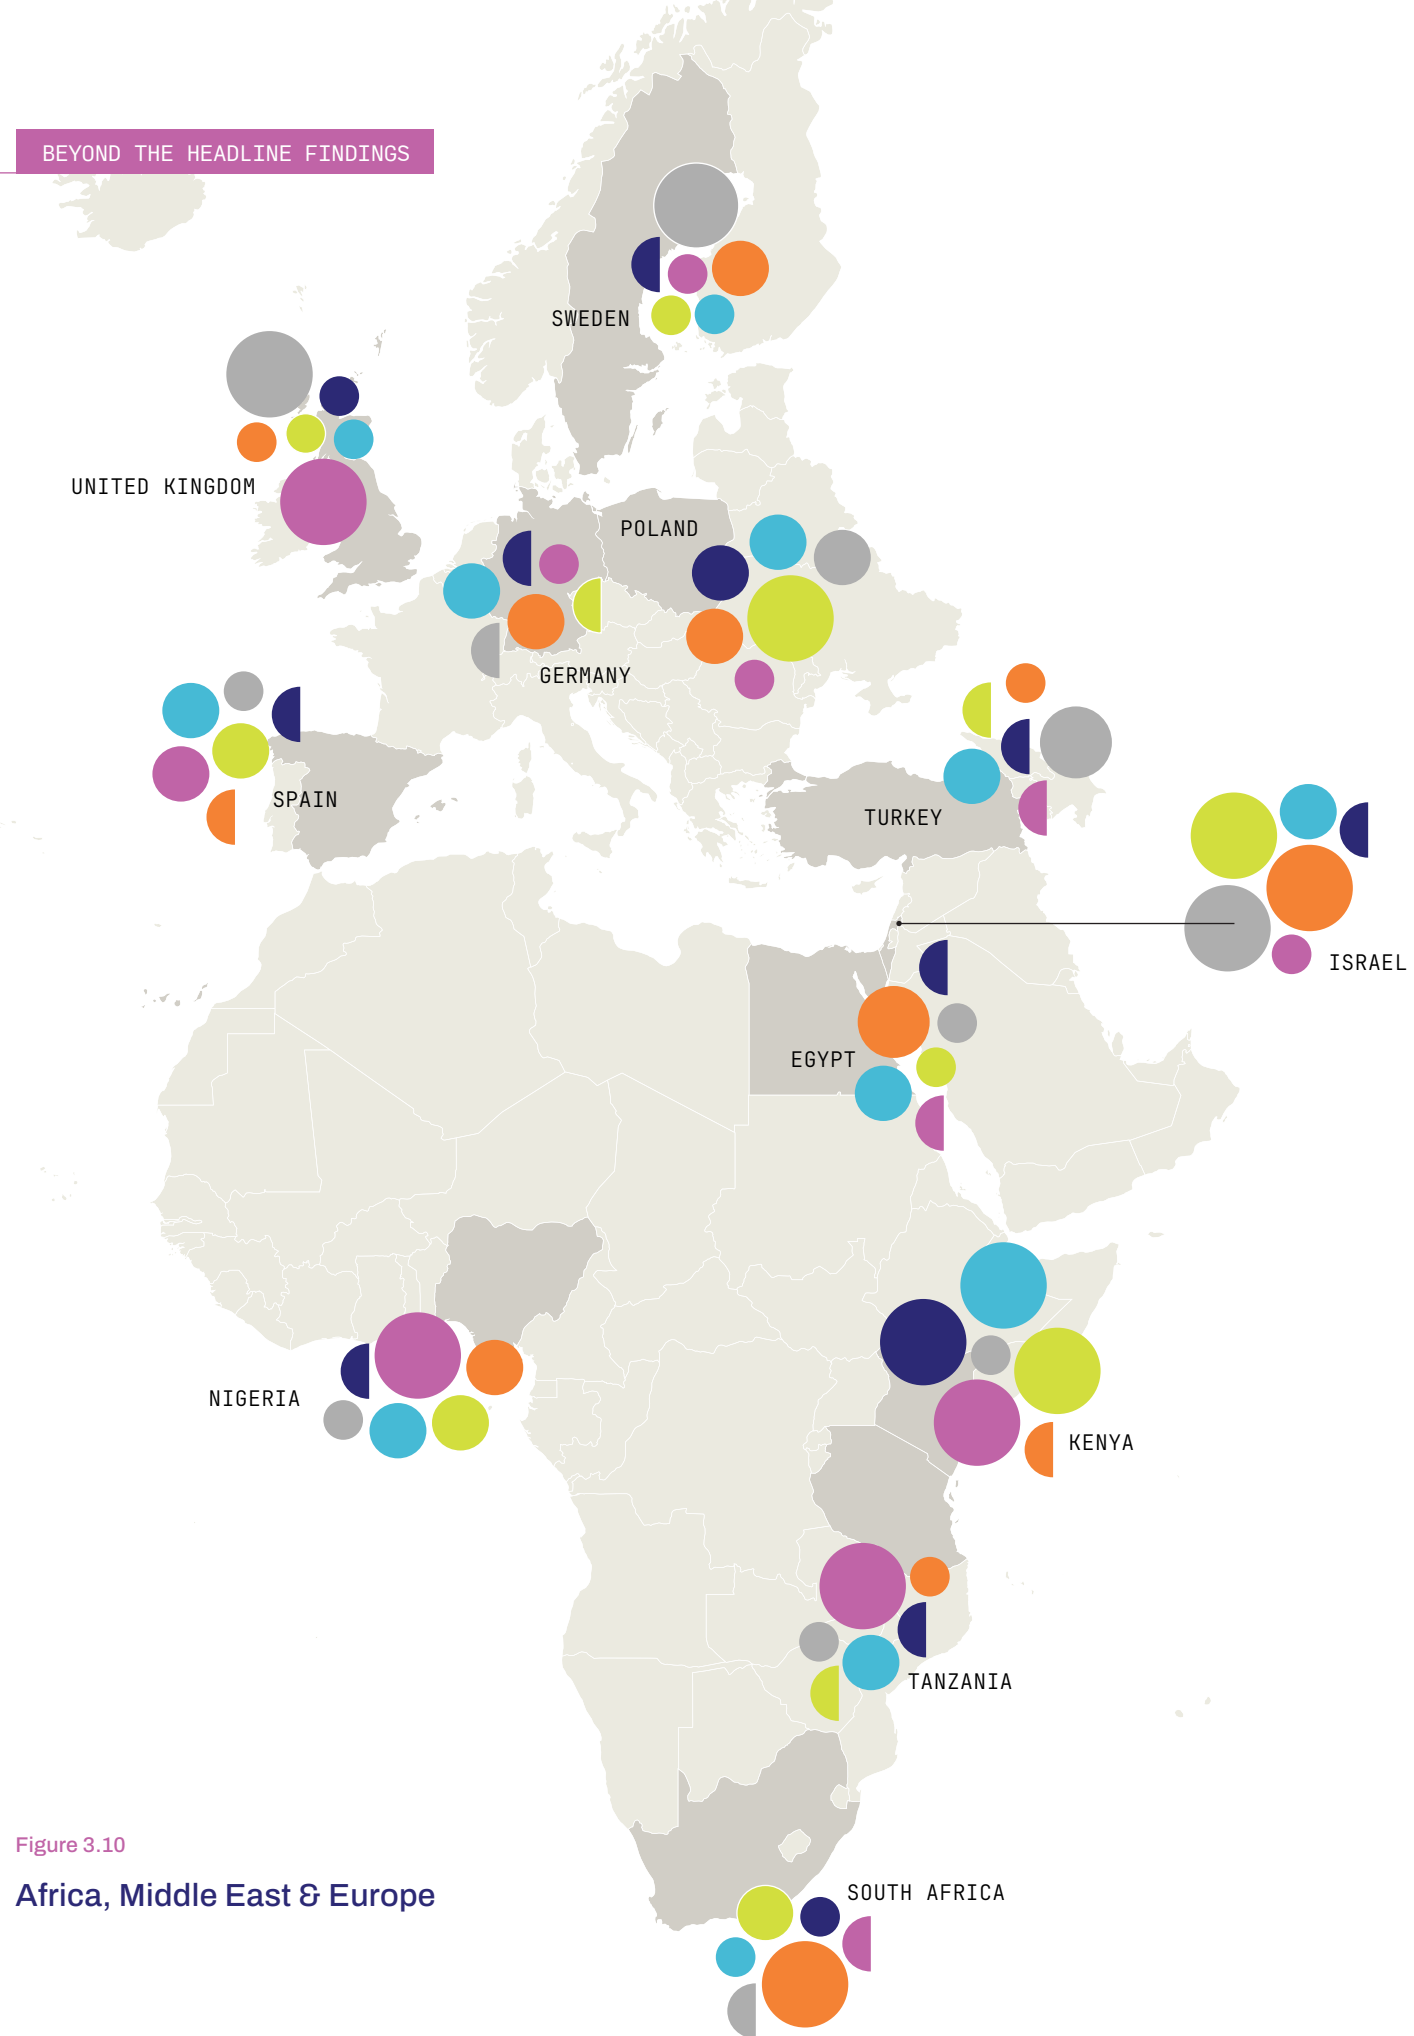 BEYOND THE HEADLINE FINDINGS
SWEDEN
UNITED KINGDOM
POLAND
GERMANY
SPAIN
TURKEY
ISRAEL
EGYPT
NIGERIA
KENYA
TANZANIA
Figure 3.10
Africa, Middle East & Europe
SOUTH AFRICA